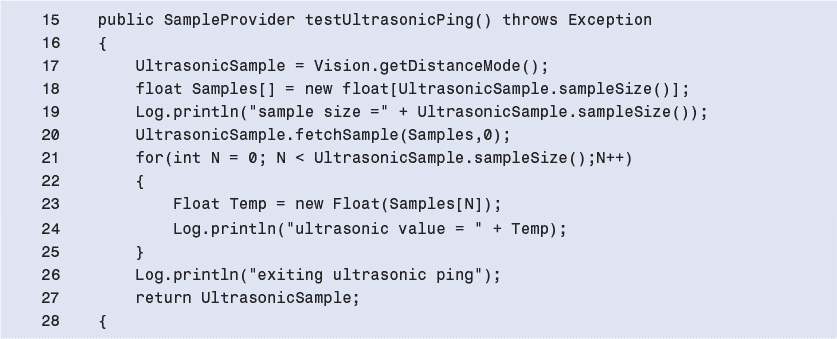 15 public SampleProvider testUltrasonicPing() throws Exception
16 {
17 UltrasonicSample = Vision.getDistanceMode();
18 float Samples[] = new float[UltrasonicSample.sampleSize()];
19 Log.println("sample size =" + UltrasonicSample.sampleSize());
20 UltrasonicSample.fetchSample(Samples,0);
21 for(int N = 0; N < UltrasonicSample.sampleSize();N++)
22 {
23 Float Temp = new Float(Samples[N]);
24 Log.println("ultrasonic value = " + Temp);
25 }
26 Log.println("exiting ultrasonic ping");
27 return UltrasonicSample;
28 {